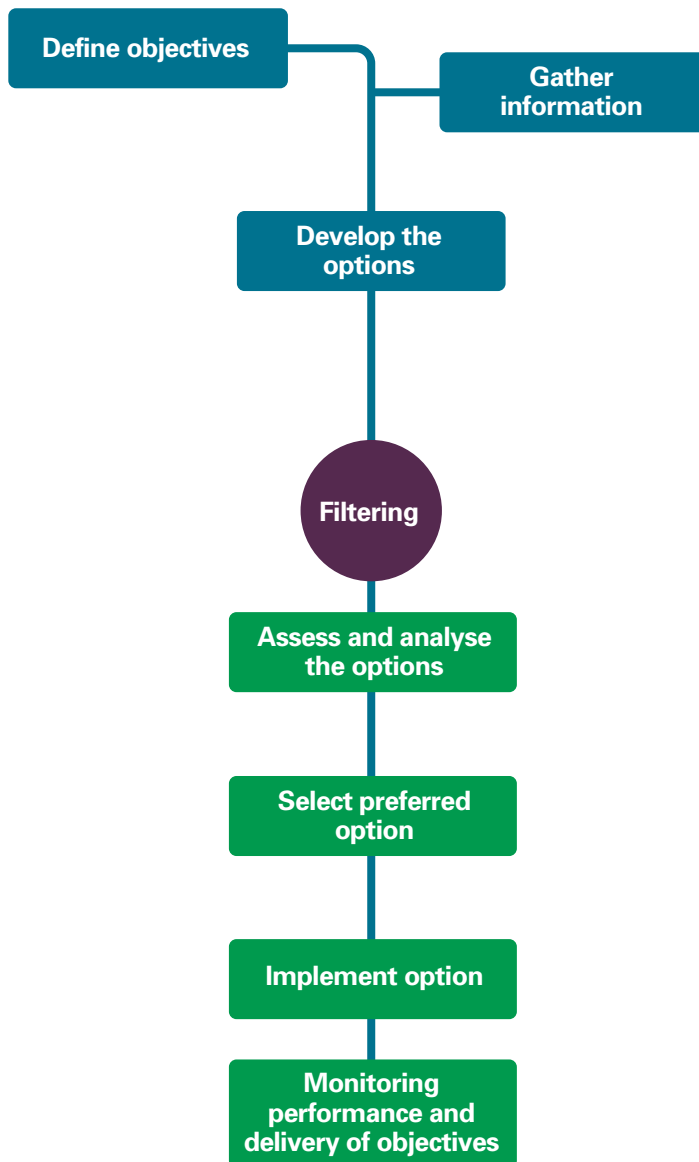 Define objectives
Gather
information
Develop the
options
Filtering
Assess and analyse
the options
Select preferred
option
Implement option
Monitoring
performance and
delivery of objectives